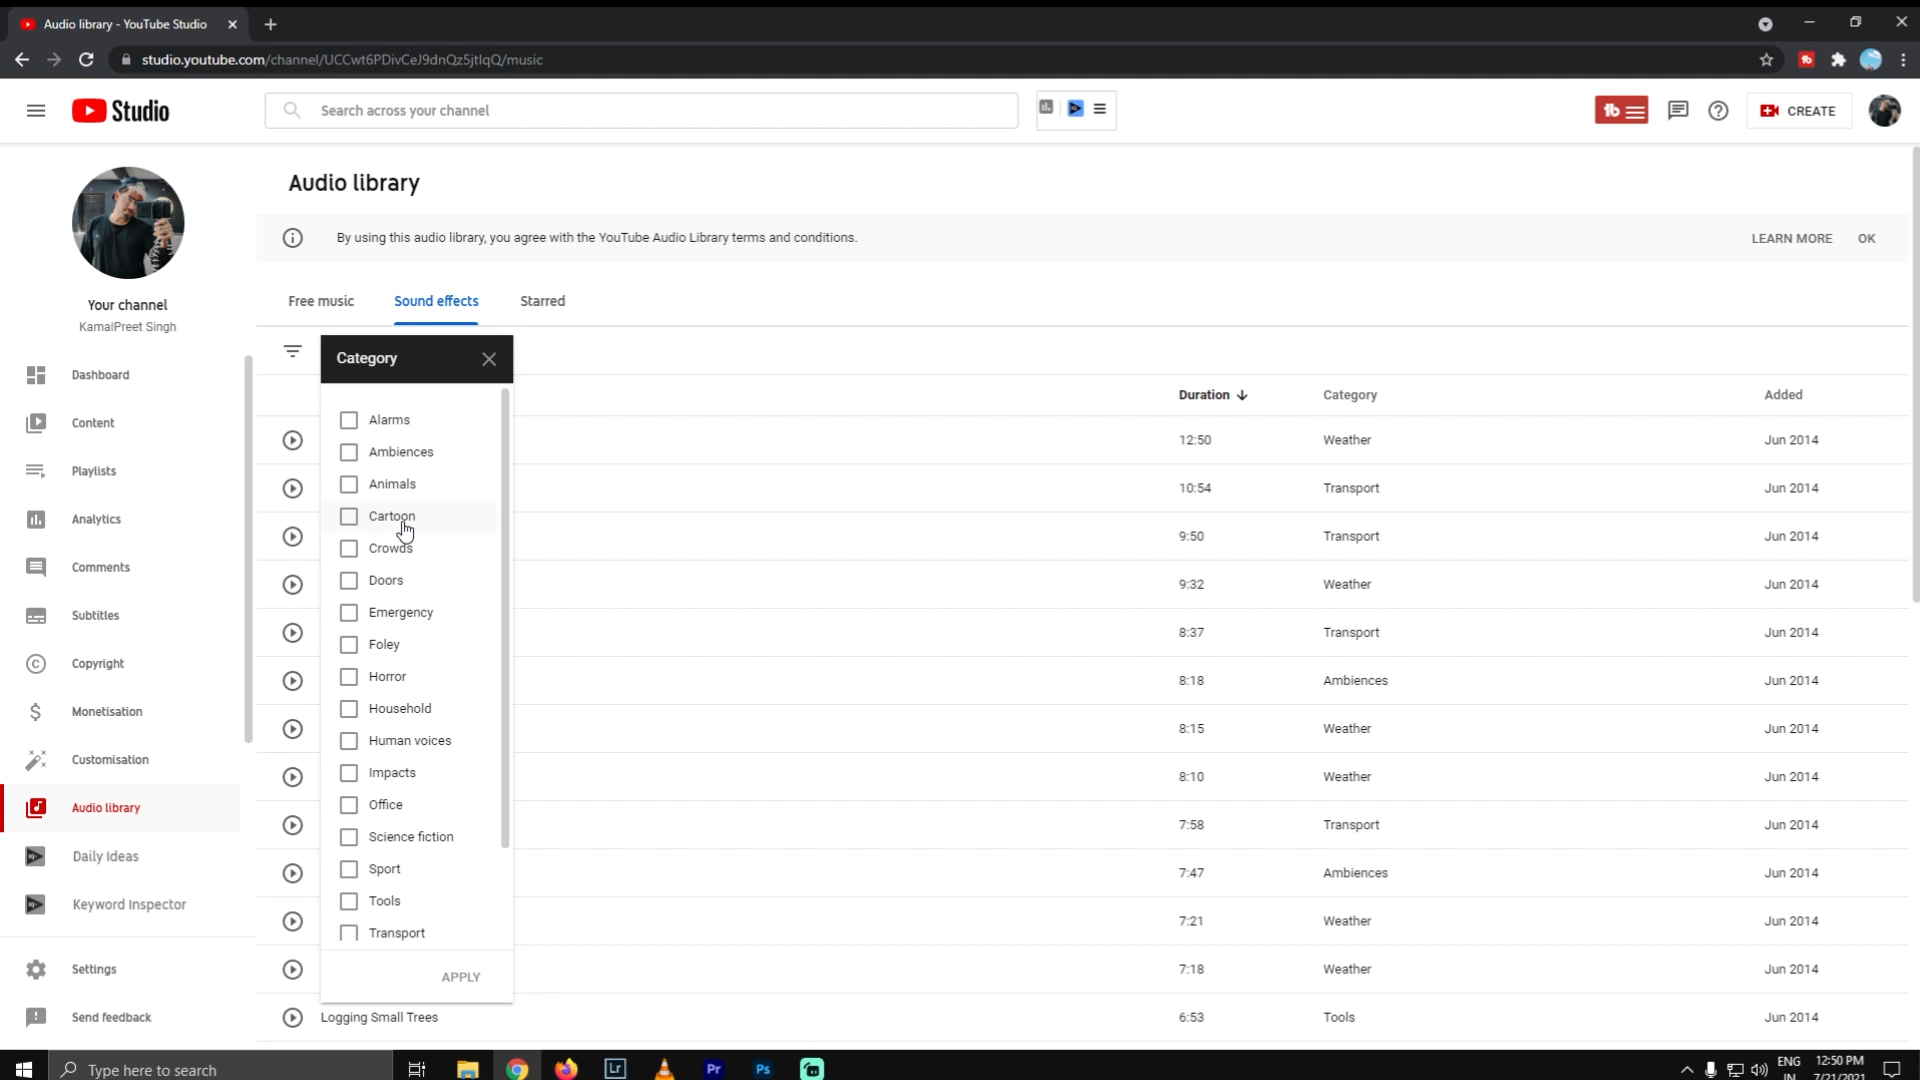 Audio library - YouTube Studio
studio.youtube.com/channel/UCCwt6PDivCeJ9dnQz5jtlqQ/music
Studio
Search across your channel
CREATE
Audio library
By using this audio library, you agree with the YouTube Audio Library terms and conditions.
LEARN MORE
OK
Your channel
KamalPreet Singh
Free music
Sound effects
Starred
Dashboard
Content
Playlists
Analytics
Comments
Subtitles
Copyright
Monetisation
Customisation
Audio library
Daily Ideas
Keyword Inspector
Settings
Send feedback
Category
Alarms
Ambiences
Animals
Cartoon
Crowds
Doors
Emergency
Foley
Horror
Household
Human voices
Impacts
Office
Science fiction
Sport
Tools
Transport
APPLY
Duration Category Added
12:50 Weather Jun 2014
10:54 Transport Jun 2014
9:50 Transport Jun 2014
9:32 Weather Jun 2014
8:37 Transport Jun 2014
8:18 Ambiences Jun 2014
8:15 Weather Jun 2014
8:10 Weather Jun 2014
7:58 Transport Jun 2014
7:47 Ambiences Jun 2014
7:21 Weather Jun 2014
7:18 Weather Jun 2014
Logging Small Trees 6:53 Tools Jun 2014
Type here to search
Lr
Pr
Ps
ENG
IN
12:50 PM
7/21/2021